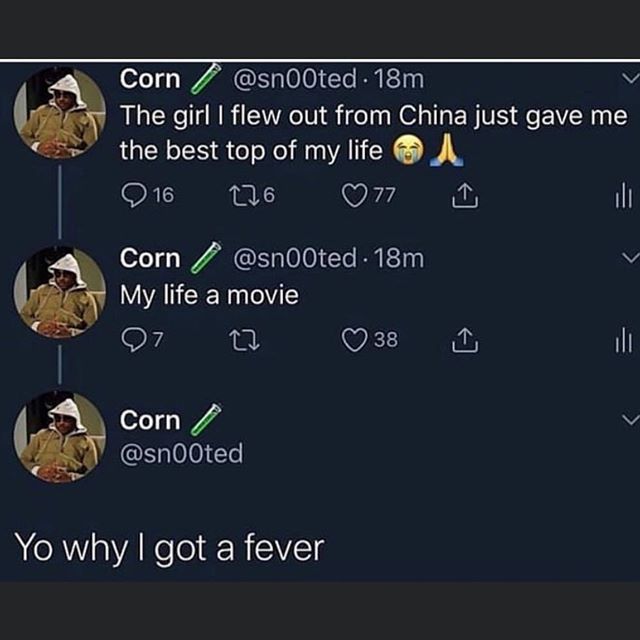 Corn 🧪 @sn00ted · 18m
The girl I flew out from China just gave me
the best top of my life 😭🙏
16 6 77
Corn 🧪 @sn00ted · 18m
My life a movie
7 38
Corn 🧪
@sn00ted
Yo why I got a fever